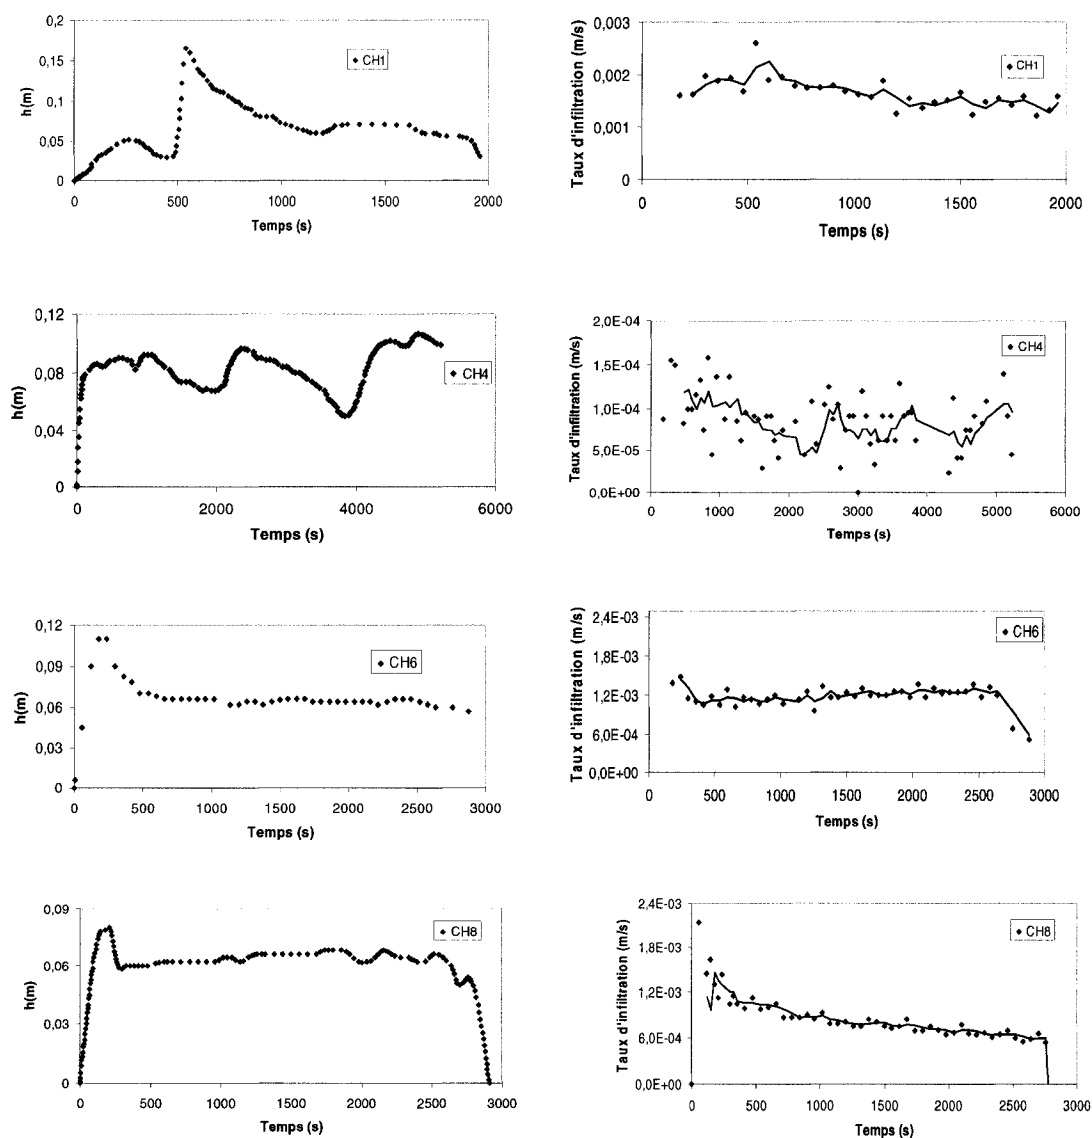 0,2
0,15
0,1
0,05
0
h(m)
CH1
0 500 1000 1500 2000
Temps (s)
0,003
0,002
0,001
0
Taux d'infiltration (m/s)
CH1
0 500 1000 1500 2000
Temps (s)
0,12
0,08
0,04
0
h(m)
CH4
0 2000 4000 6000
Temps (s)
2,0E-04
1,5E-04
1,0E-04
5,0E-05
0,0E+00
Taux d'infiltration (m/s)
CH4
0 1000 2000 3000 4000 5000 6000
Temps (s)
0,12
0,09
0,06
0,03
0
h(m)
CH6
0 500 1000 1500 2000 2500 3000
Temps (s)
2,4E-03
1,8E-03
1,2E-03
6,0E-04
0,0E+00
Taux d'infiltration (m/s)
CH6
0 500 1000 1500 2000 2500 3000
Temps (s)
0,09
0,06
0,03
0
h(m)
CH8
0 500 1000 1500 2000 2500 3000
Temps (s)
2,4E-03
1,8E-03
1,2E-03
6,0E-04
0,0E+00
Taux d'infiltration (m/s)
CH8
0 500 1000 1500 2000 2500 3000
Temps (s)